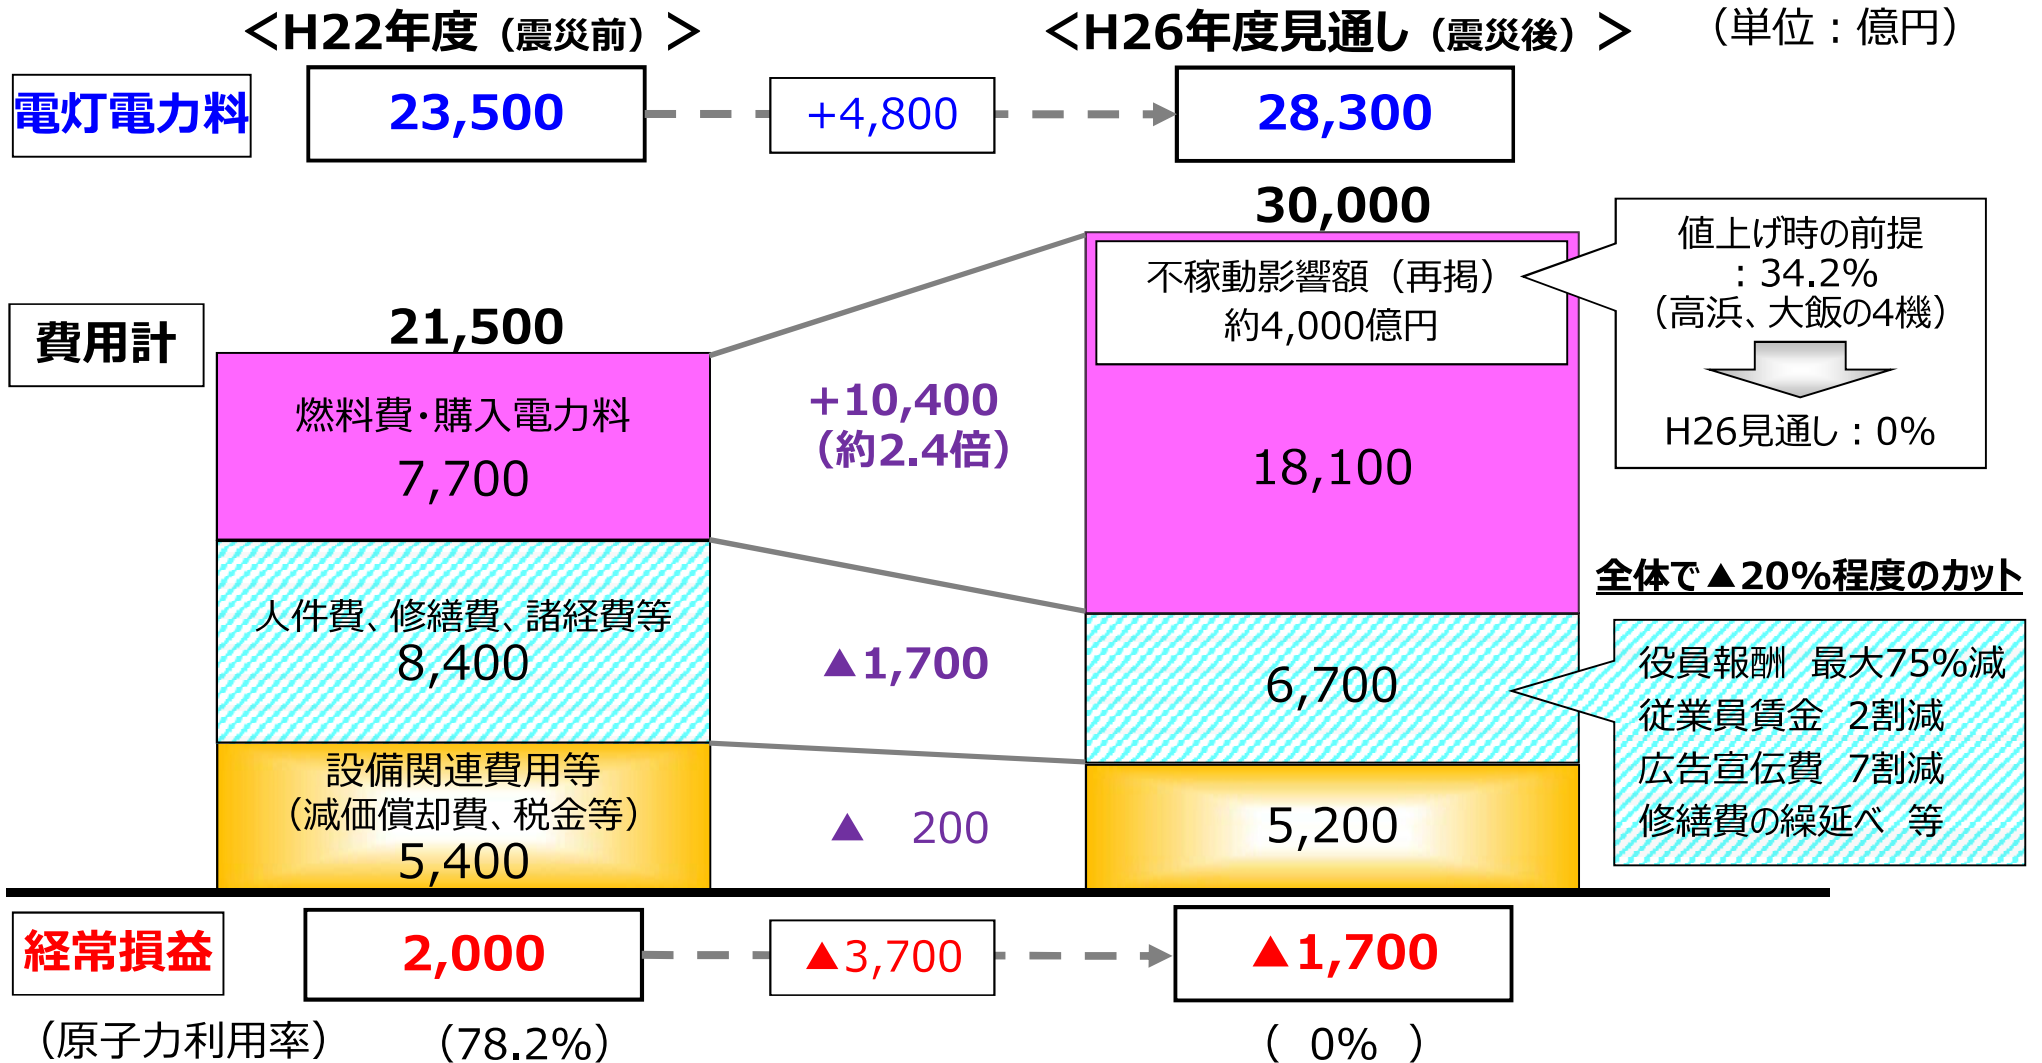 ＜H22年度（震災前）＞
＜H26年度見通し（震災後）＞
（単位：億円）
電灯電力料
23,500
+4,800
28,300
30,000
不稼動影響額（再掲）
約4,000億円
値上げ時の前提
：34.2%
（高浜、大飯の4機）
H26見通し：0%
費用計
21,500
燃料費・購入電力料
7,700
+10,400
（約2.4倍）
18,100
人件費、修繕費、諸経費等
8,400
▲1,700
6,700
全体で▲20%程度のカット
役員報酬　最大75%減
従業員賃金　2割減
広告宣伝費　7割減
修繕費の繰延べ　等
設備関連費用等
（減価償却費、税金等）
5,400
▲　200
5,200
経常損益
2,000
▲3,700
▲1,700
（原子力利用率）
（78.2%）
（　0%　）